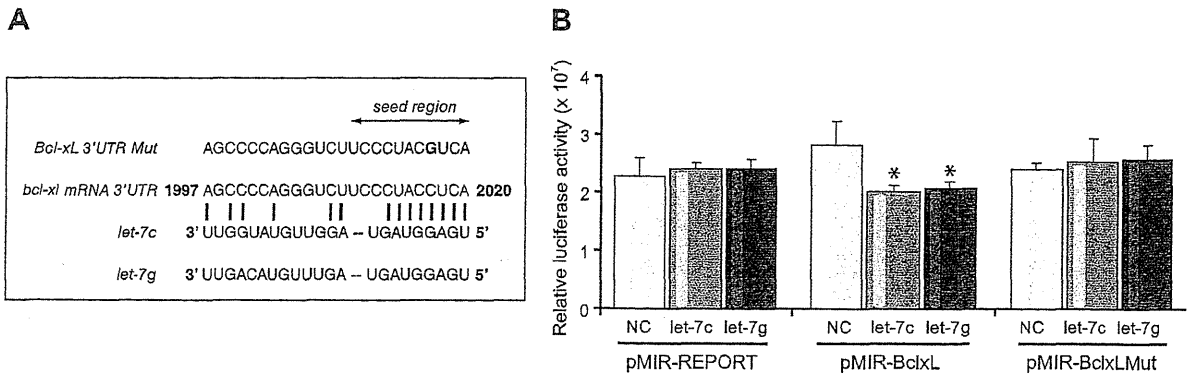 A
seed region
Bcl-xL 3'UTR Mut AGCCCCAGGGUCUUCCCUACGUCA
bcl-xl mRNA 3'UTR 1997 AGCCCCAGGGUCUUCCCUACCUCA 2020
let-7c 3' UUGGUAUGUUGGA -- UGAUGGAGU 5'
let-7g 3' UUGACAUGUUUGA -- UGAUGGAGU 5'
B
Relative luciferase activity (x 10⁷)
4
3
2
1
0
* *
NC let-7c let-7g NC let-7c let-7g NC let-7c let-7g
pMIR-REPORT pMIR-BclxL pMIR-BclxLMut